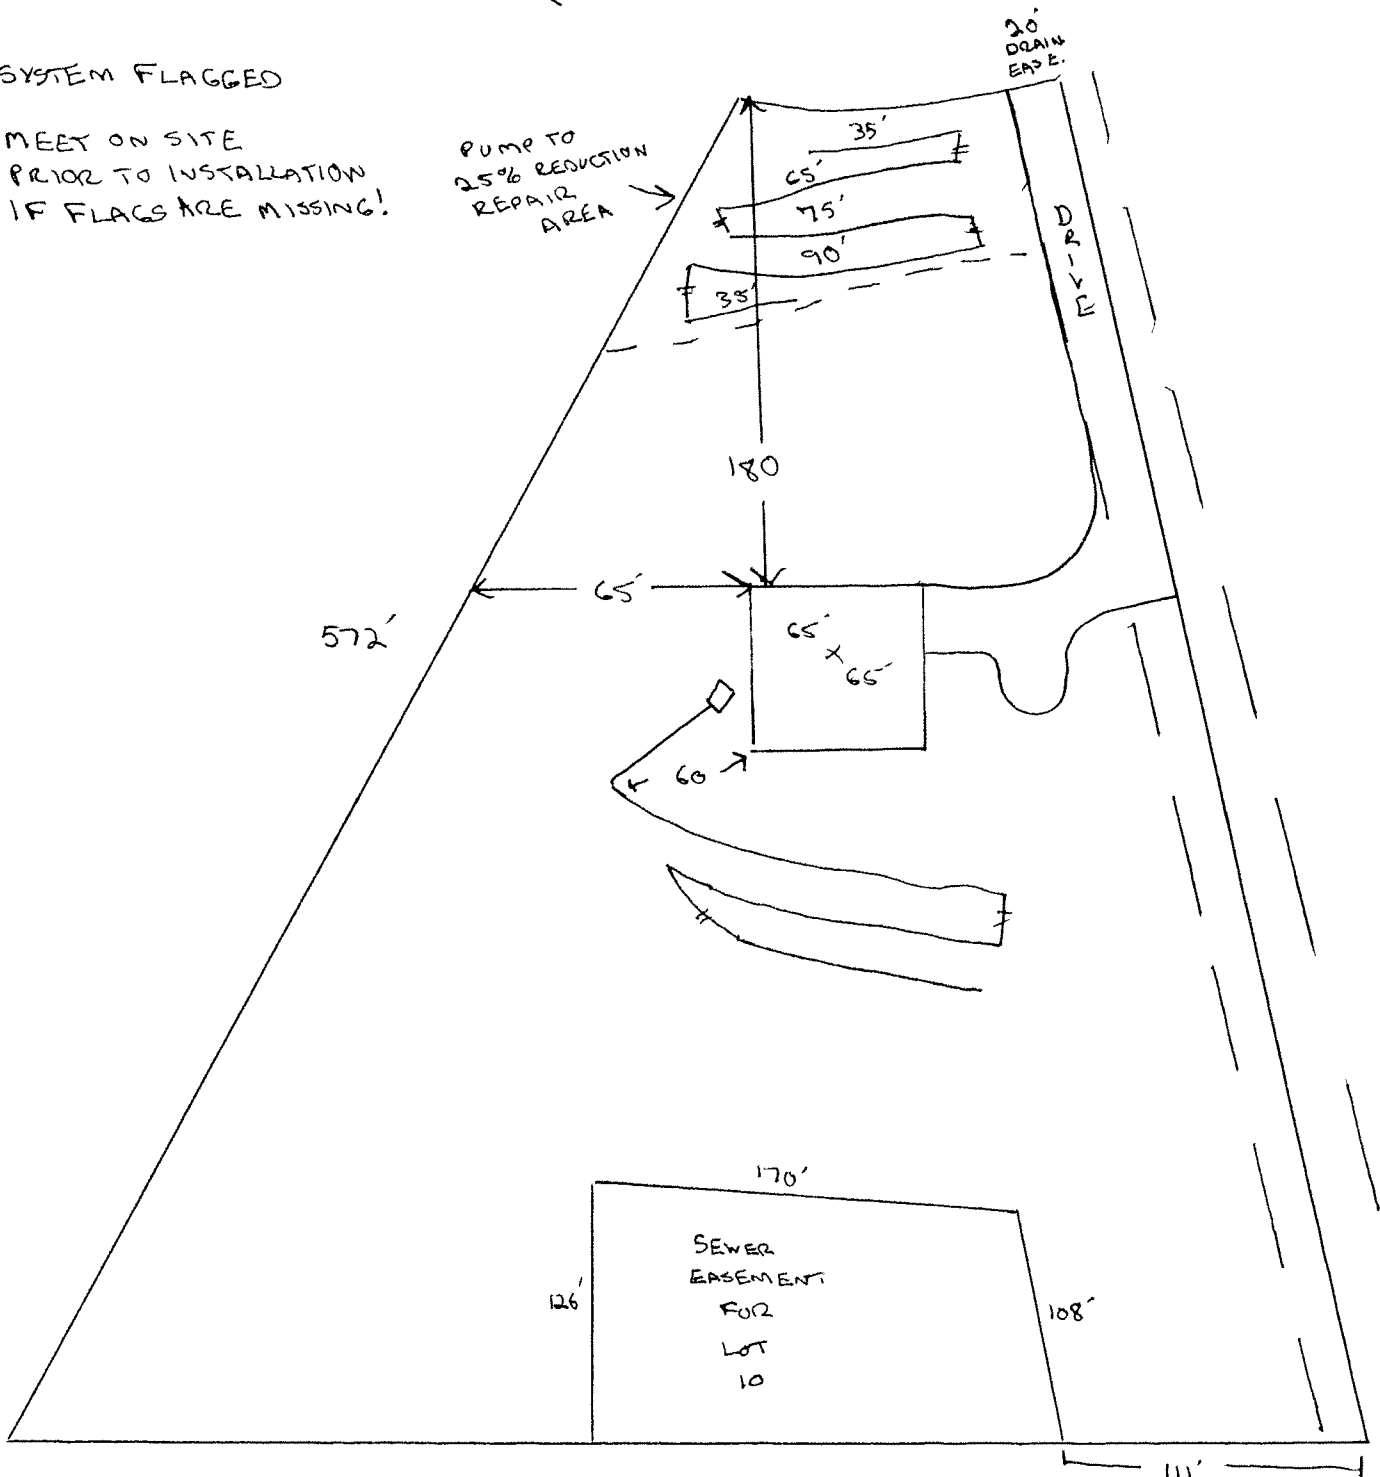 20'
DRAIN
EASE.
SYSTEM FLAGGED
MEET ON SITE
PRIOR TO INSTALLATION
IF FLAGS ARE MISSING!
PUMP TO
25% REDUCTION
REPAIR
AREA
35'
65'
75'
90'
35'
DRIVE
180
65'
572'
65'
x
65'
60
170'
SEWER
EASEMENT
FOR
LOT
10
126'
108'
111'